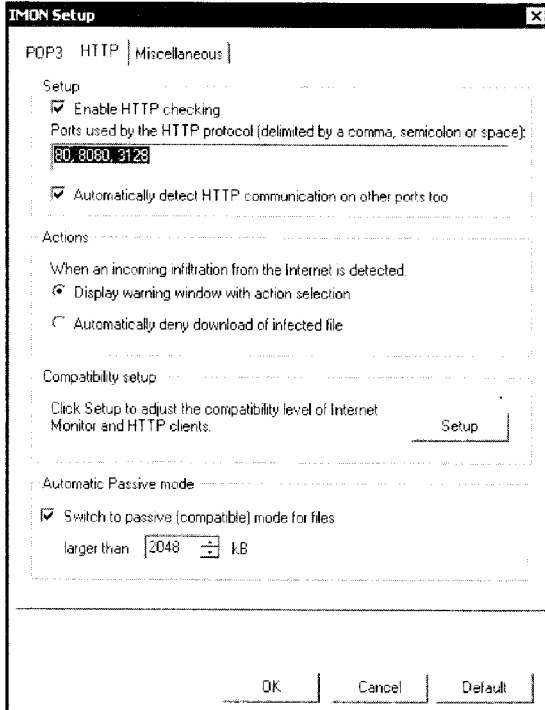 IMON Setup
POP3 HTTP Miscellaneous
Setup
Enable HTTP checking
Ports used by the HTTP protocol (delimited by a comma, semicolon or space):
80, 8080, 3128
Automatically detect HTTP communication on other ports too
Actions
When an incoming infiltration from the Internet is detected
Display warning window with action selection
Automatically deny download of infected file
Compatibility setup
Click Setup to adjust the compatibility level of Internet
Monitor and HTTP clients.
Setup
Automatic Passive mode
Switch to passive (compatible) mode for files
larger than 2048 kB
OK Cancel Default